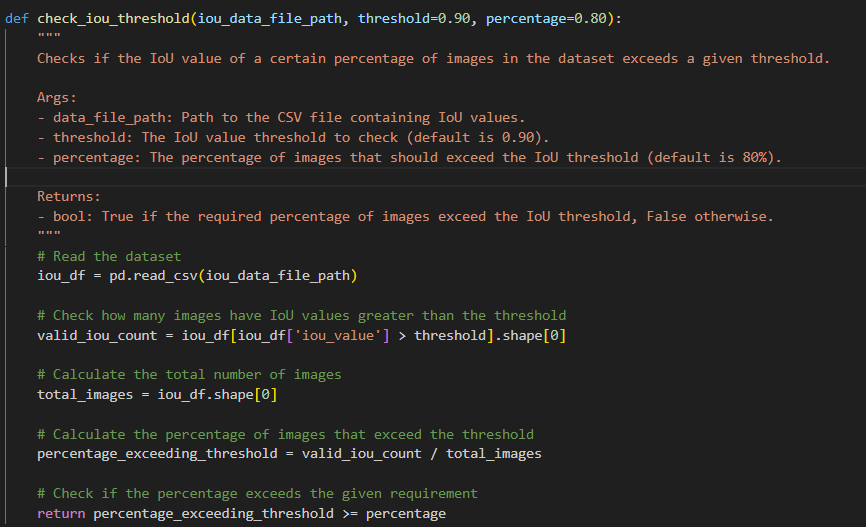 def check_iou_threshold(iou_data_file_path, threshold=0.90, percentage=0.80):
    """
    Checks if the IoU value of a certain percentage of images in the dataset exceeds a given threshold.

    Args:
    - data_file_path: Path to the CSV file containing IoU values.
    - threshold: The IoU value threshold to check (default is 0.90).
    - percentage: The percentage of images that should exceed the IoU threshold (default is 80%).

    Returns:
    - bool: True if the required percentage of images exceed the IoU threshold, False otherwise.
    """
    # Read the dataset
    iou_df = pd.read_csv(iou_data_file_path)

    # Check how many images have IoU values greater than the threshold
    valid_iou_count = iou_df[iou_df['iou_value'] > threshold].shape[0]

    # Calculate the total number of images
    total_images = iou_df.shape[0]

    # Calculate the percentage of images that exceed the threshold
    percentage_exceeding_threshold = valid_iou_count / total_images

    # Check if the percentage exceeds the given requirement
    return percentage_exceeding_threshold >= percentage